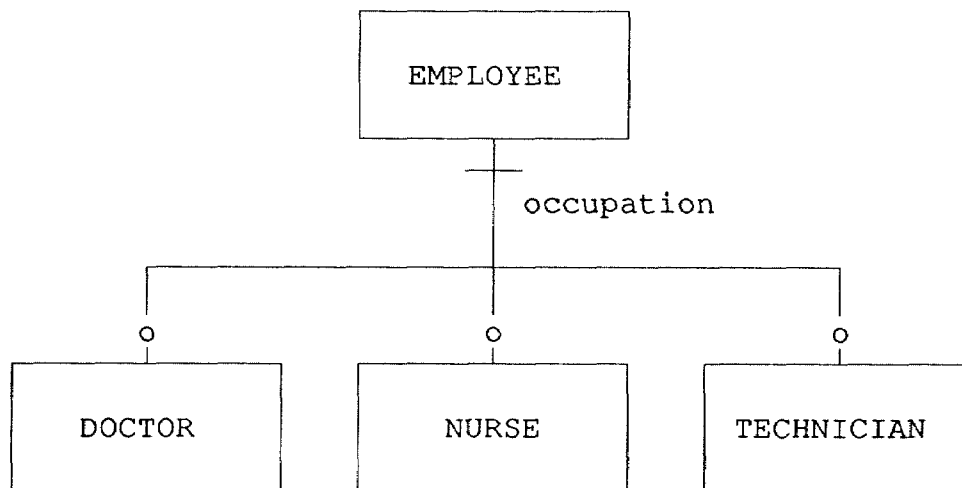 EMPLOYEE
occupation
DOCTOR
NURSE
TECHNICIAN